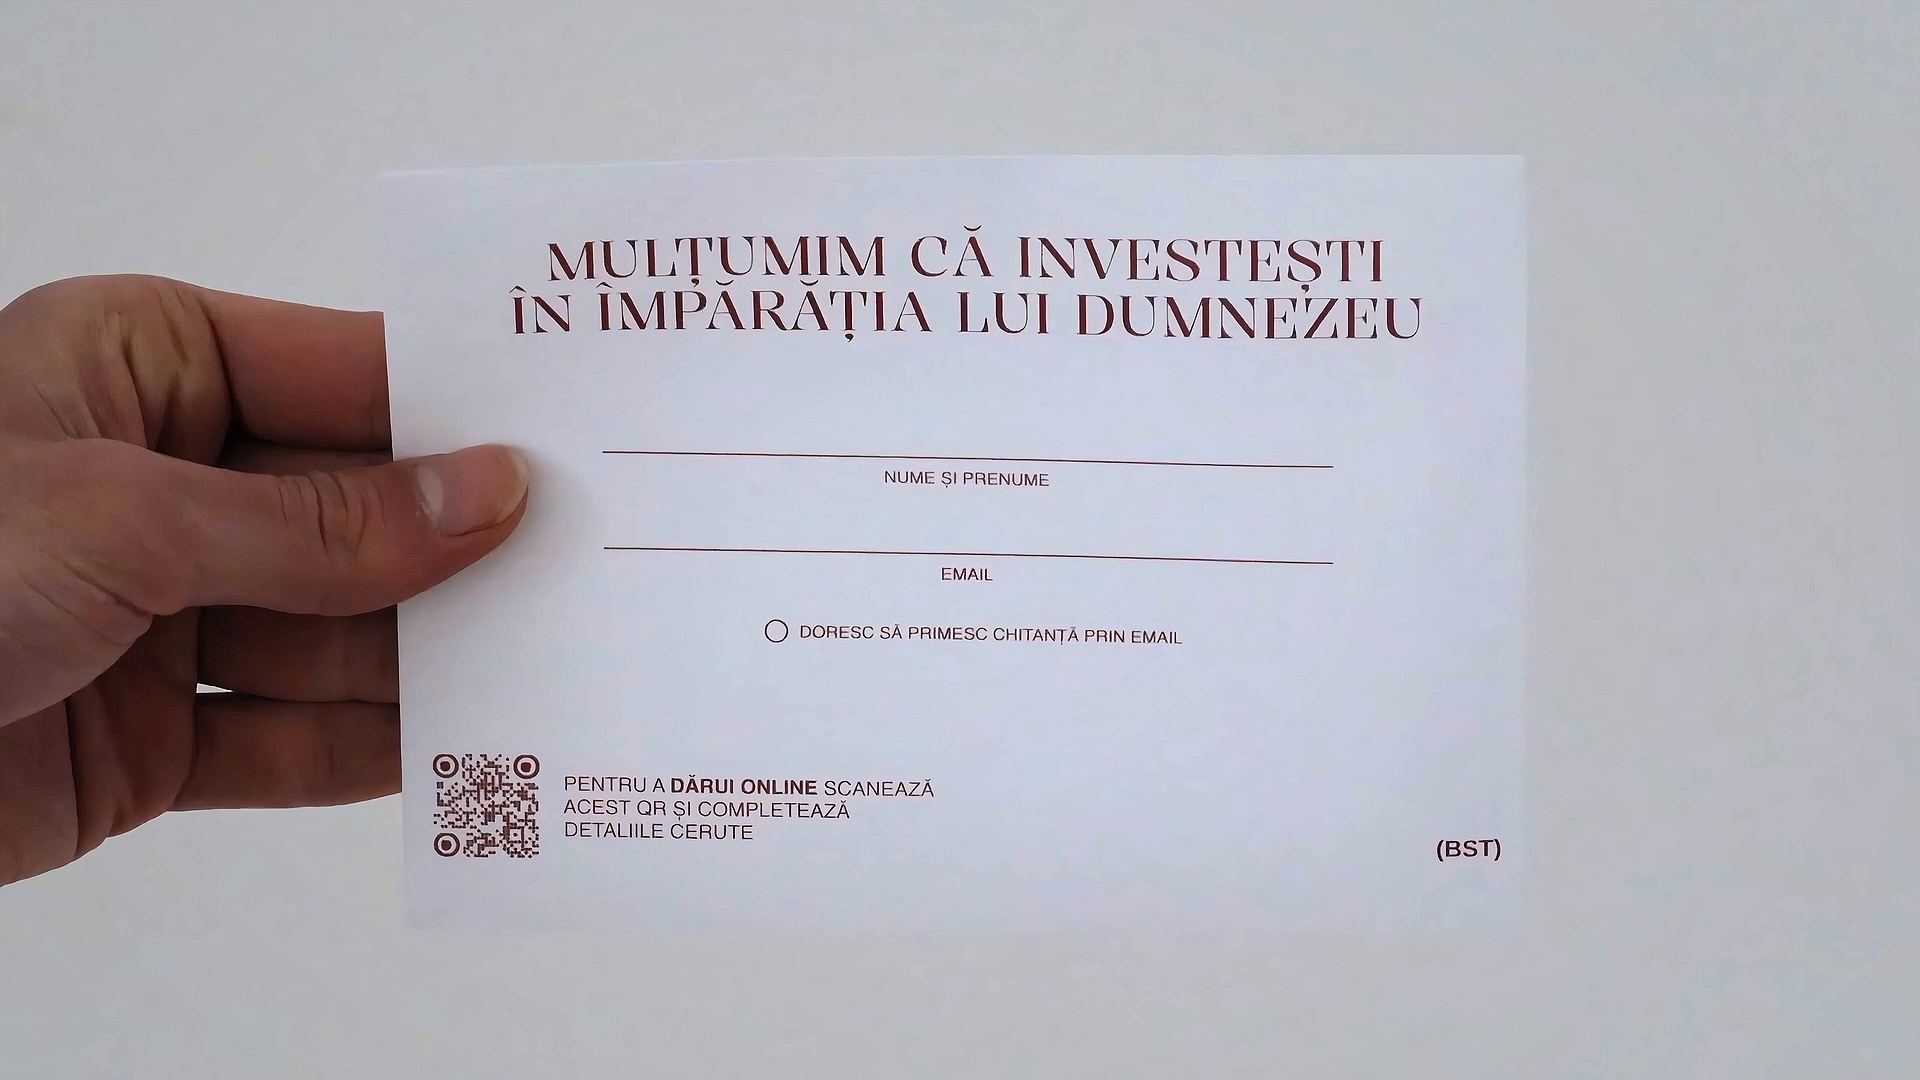 MULȚUMIM CĂ INVESTEȘTI
ÎN ÎMPĂRĂȚIA LUI DUMNEZEU
NUME ȘI PRENUME
EMAIL
DORESC SĂ PRIMESC CHITANȚĂ PRIN EMAIL
PENTRU A DĂRUI ONLINE SCANEAZĂ
ACEST QR ȘI COMPLETEAZĂ
DETALIILE CERUTE
(BST)